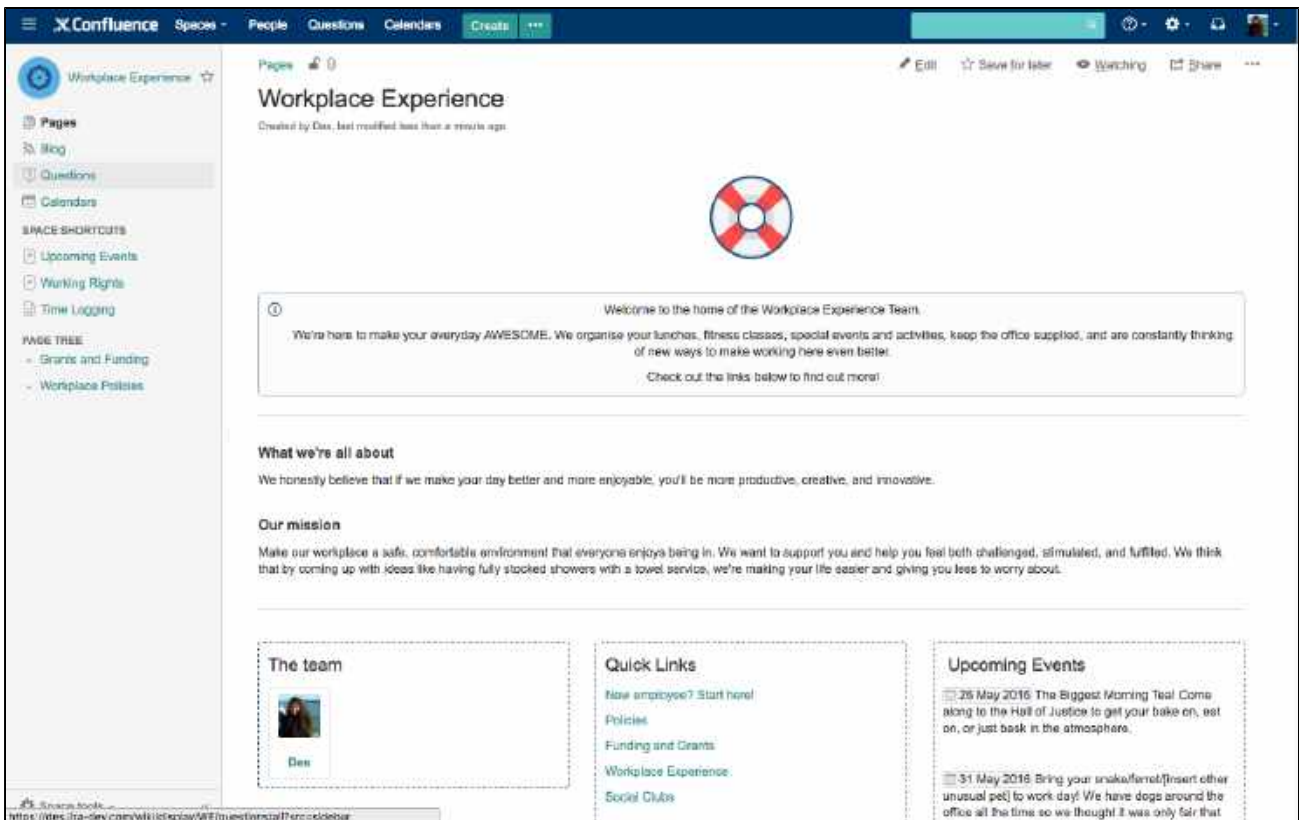 Confluence Spaces People Questions Calendars Create
Workplace Experience
Pages
Blog
Questions
Calendars
SPACE SHORTCUTS
Upcoming Events
Working Rights
Time Logging
PAGE TREE
Grants and Funding
Workplace Policies
Space tools
Pages
Edit Save for later Watching Share
Workplace Experience
Created by Dee, last modified less than a minute ago
Welcome to the home of the Workplace Experience Team.
We're here to make your everyday AWESOME. We organise your lunches, fitness classes, special events and activities, keep the office supplied, and are constantly thinking
of new ways to make working here even better.
Check out the links below to find out more!
What we're all about
We honestly believe that if we make your day better and more enjoyable, you'll be more productive, creative, and innovative.
Our mission
Make our workplace a safe, comfortable environment that everyone enjoys being in. We want to support you and help you feel both challenged, stimulated, and fulfilled. We think
that by coming up with ideas like having fully stocked showers with a towel service, we're making your life easier and giving you less to worry about.
The team
Dee
Quick Links
New employee? Start here!
Policies
Funding and Grants
Workplace Experience
Social Clubs
Upcoming Events
26 May 2016 The Biggest Morning Tea! Come
along to the Hall of Justice to get your bake on, eat
on, or just bask in the atmosphere.
31 May 2016 Bring your snake/ferret/[insert other
unusual pet] to work day! We have dogs around the
office all the time so we thought it was only fair that